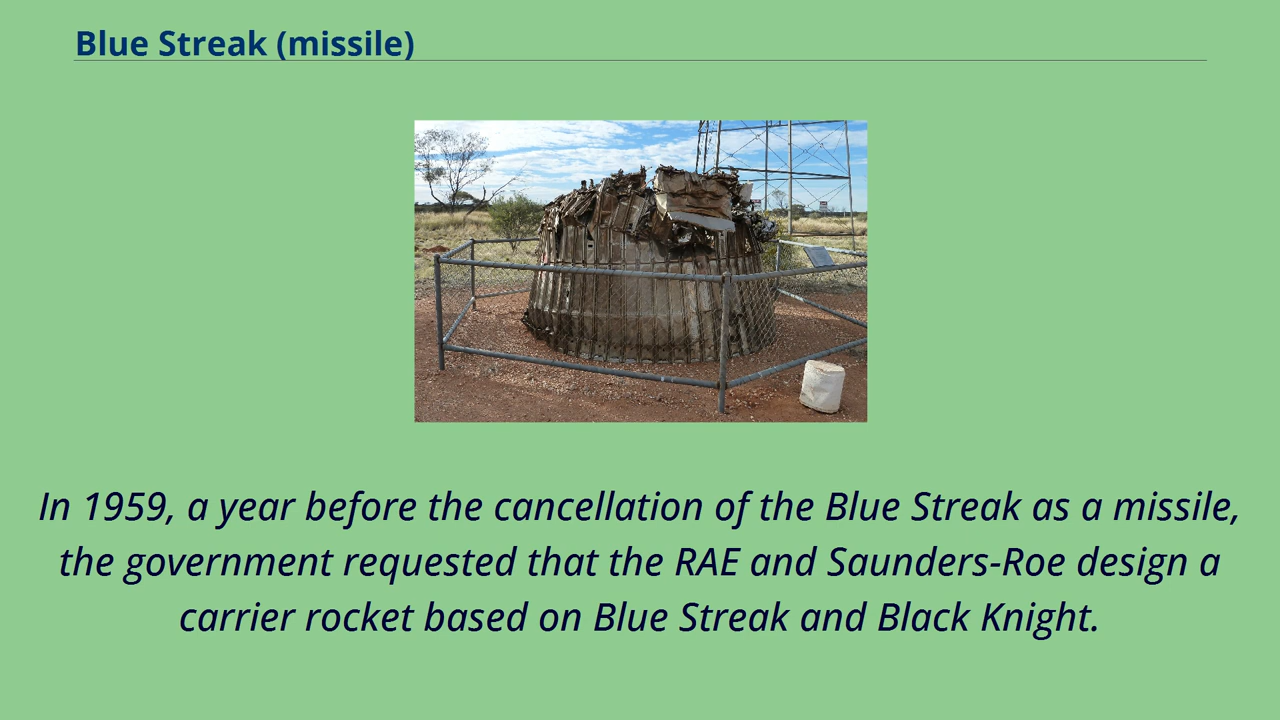 Blue Streak (missile)
In 1959, a year before the cancellation of the Blue Streak as a missile,
the government requested that the RAE and Saunders-Roe design a
carrier rocket based on Blue Streak and Black Knight.